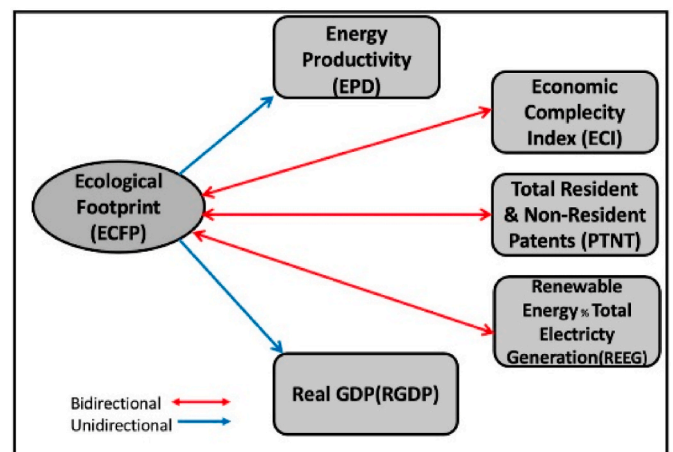 Energy
Productivity
(EPD)
Economic
Complecity
Index (ECI)
Ecological
Footprint
(ECFP)
Total Resident
& Non-Resident
Patents (PTNT)
Renewable
Energy % Total
Electricty
Generation(REEG)
Real GDP(RGDP)
Bidirectional
Unidirectional